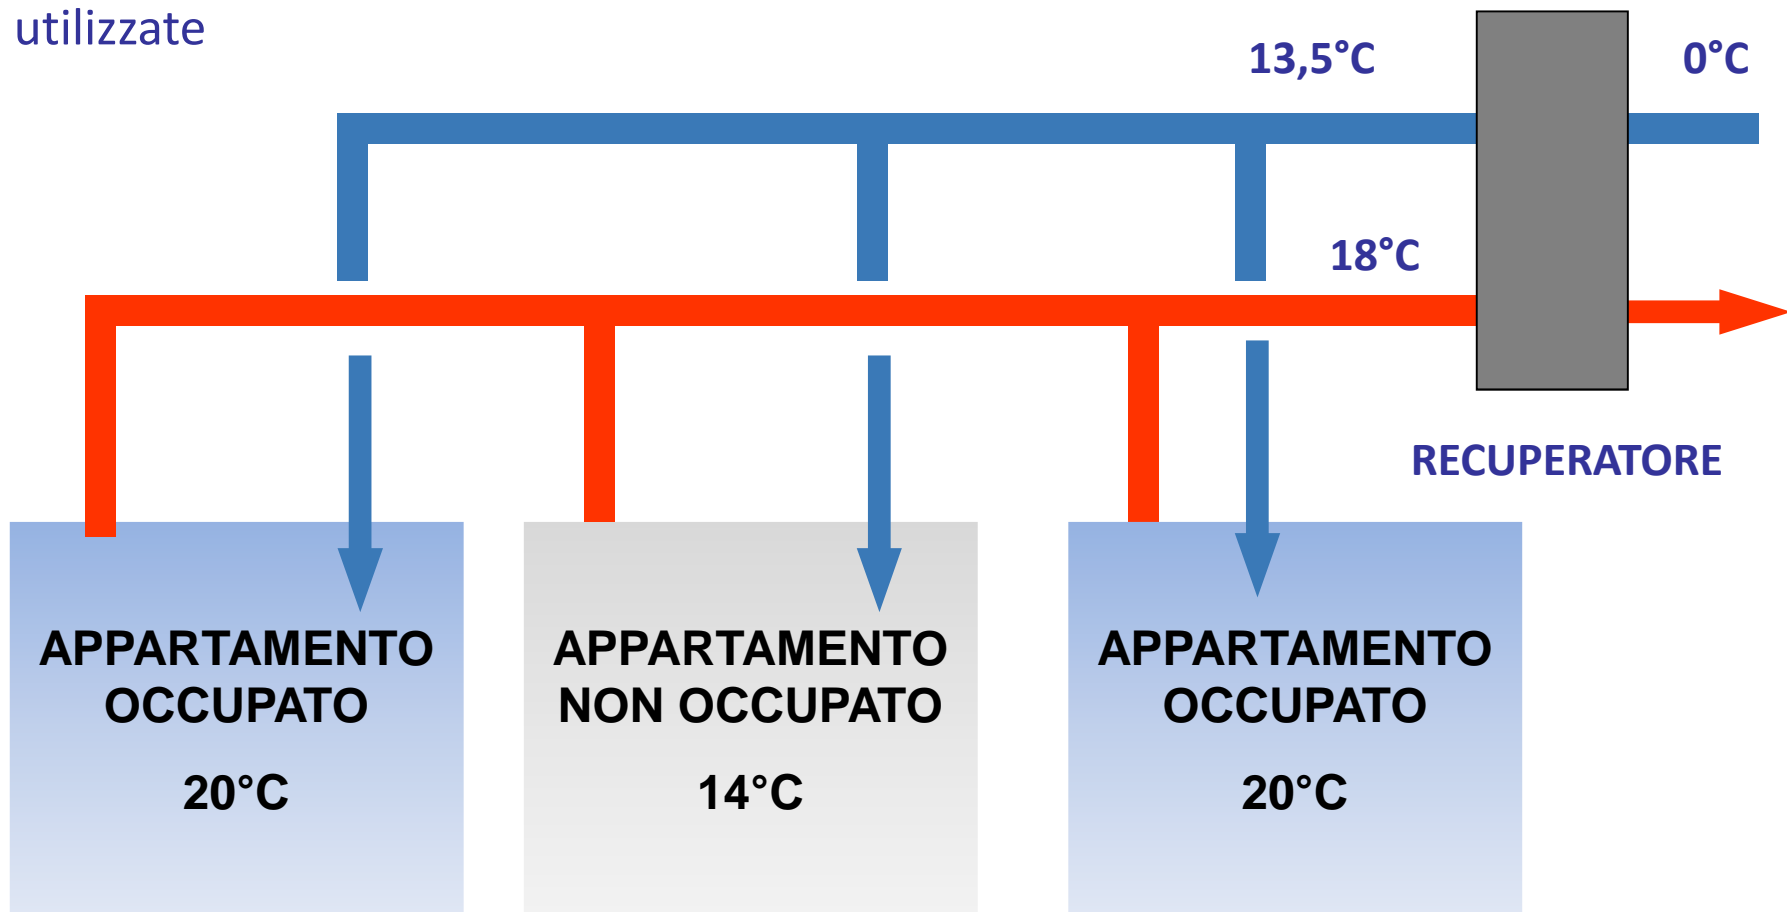 utilizzate
13,5°C
0°C
18°C
RECUPERATORE
APPARTAMENTO
OCCUPATO
20°C
APPARTAMENTO
NON OCCUPATO
14°C
APPARTAMENTO
OCCUPATO
20°C